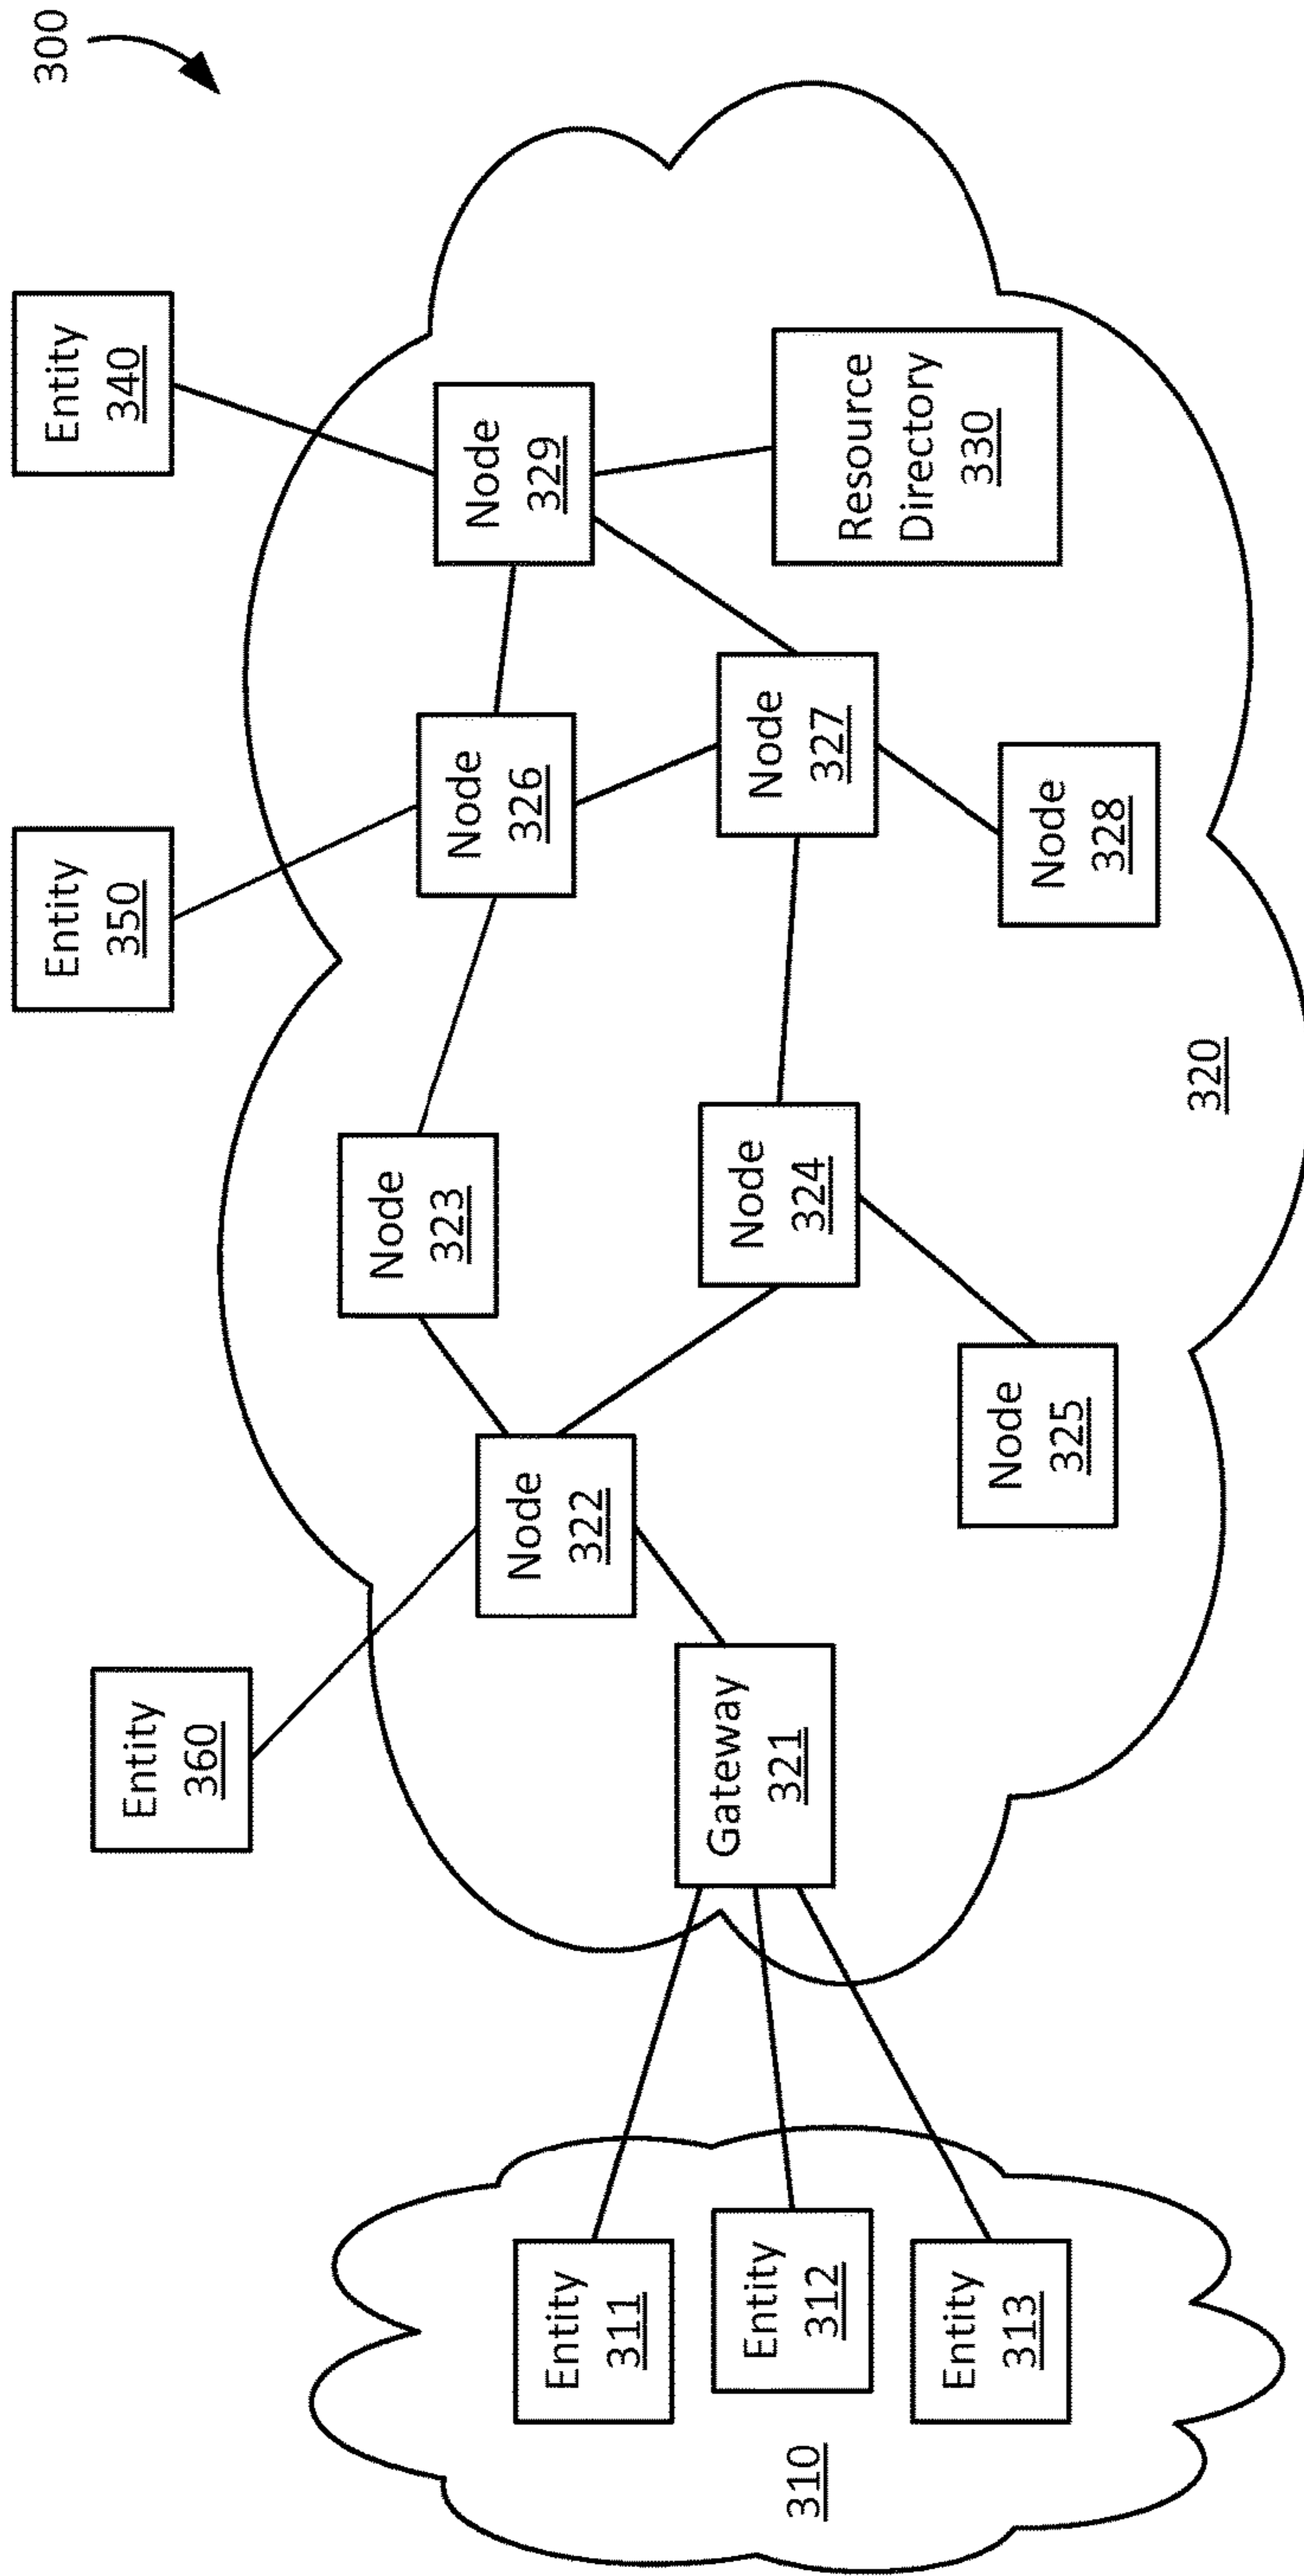 300
Entity
340
Entity
350
Entity
360
Node
329
Node
326
Node
323
Node
322
Resource
Directory
330
Node
327
Node
324
Gateway
321
Node
328
Node
325
320
Entity
311
Entity
312
Entity
313
310